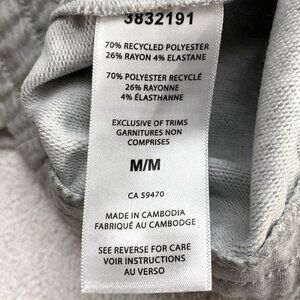 3832191
70% RECYCLED POLYESTER
26% RAYON 4% ELASTANE
70% POLYESTER RECYCLÉ
26% RAYONNE
4% ÉLASTHANNE
EXCLUSIVE OF TRIMS
GARNITURES NON
COMPRISES
M/M
CA 59470
MADE IN CAMBODIA
FABRIQUÉ AU CAMBODGE
SEE REVERSE FOR CARE
VOIR INSTRUCTIONS
AU VERSO